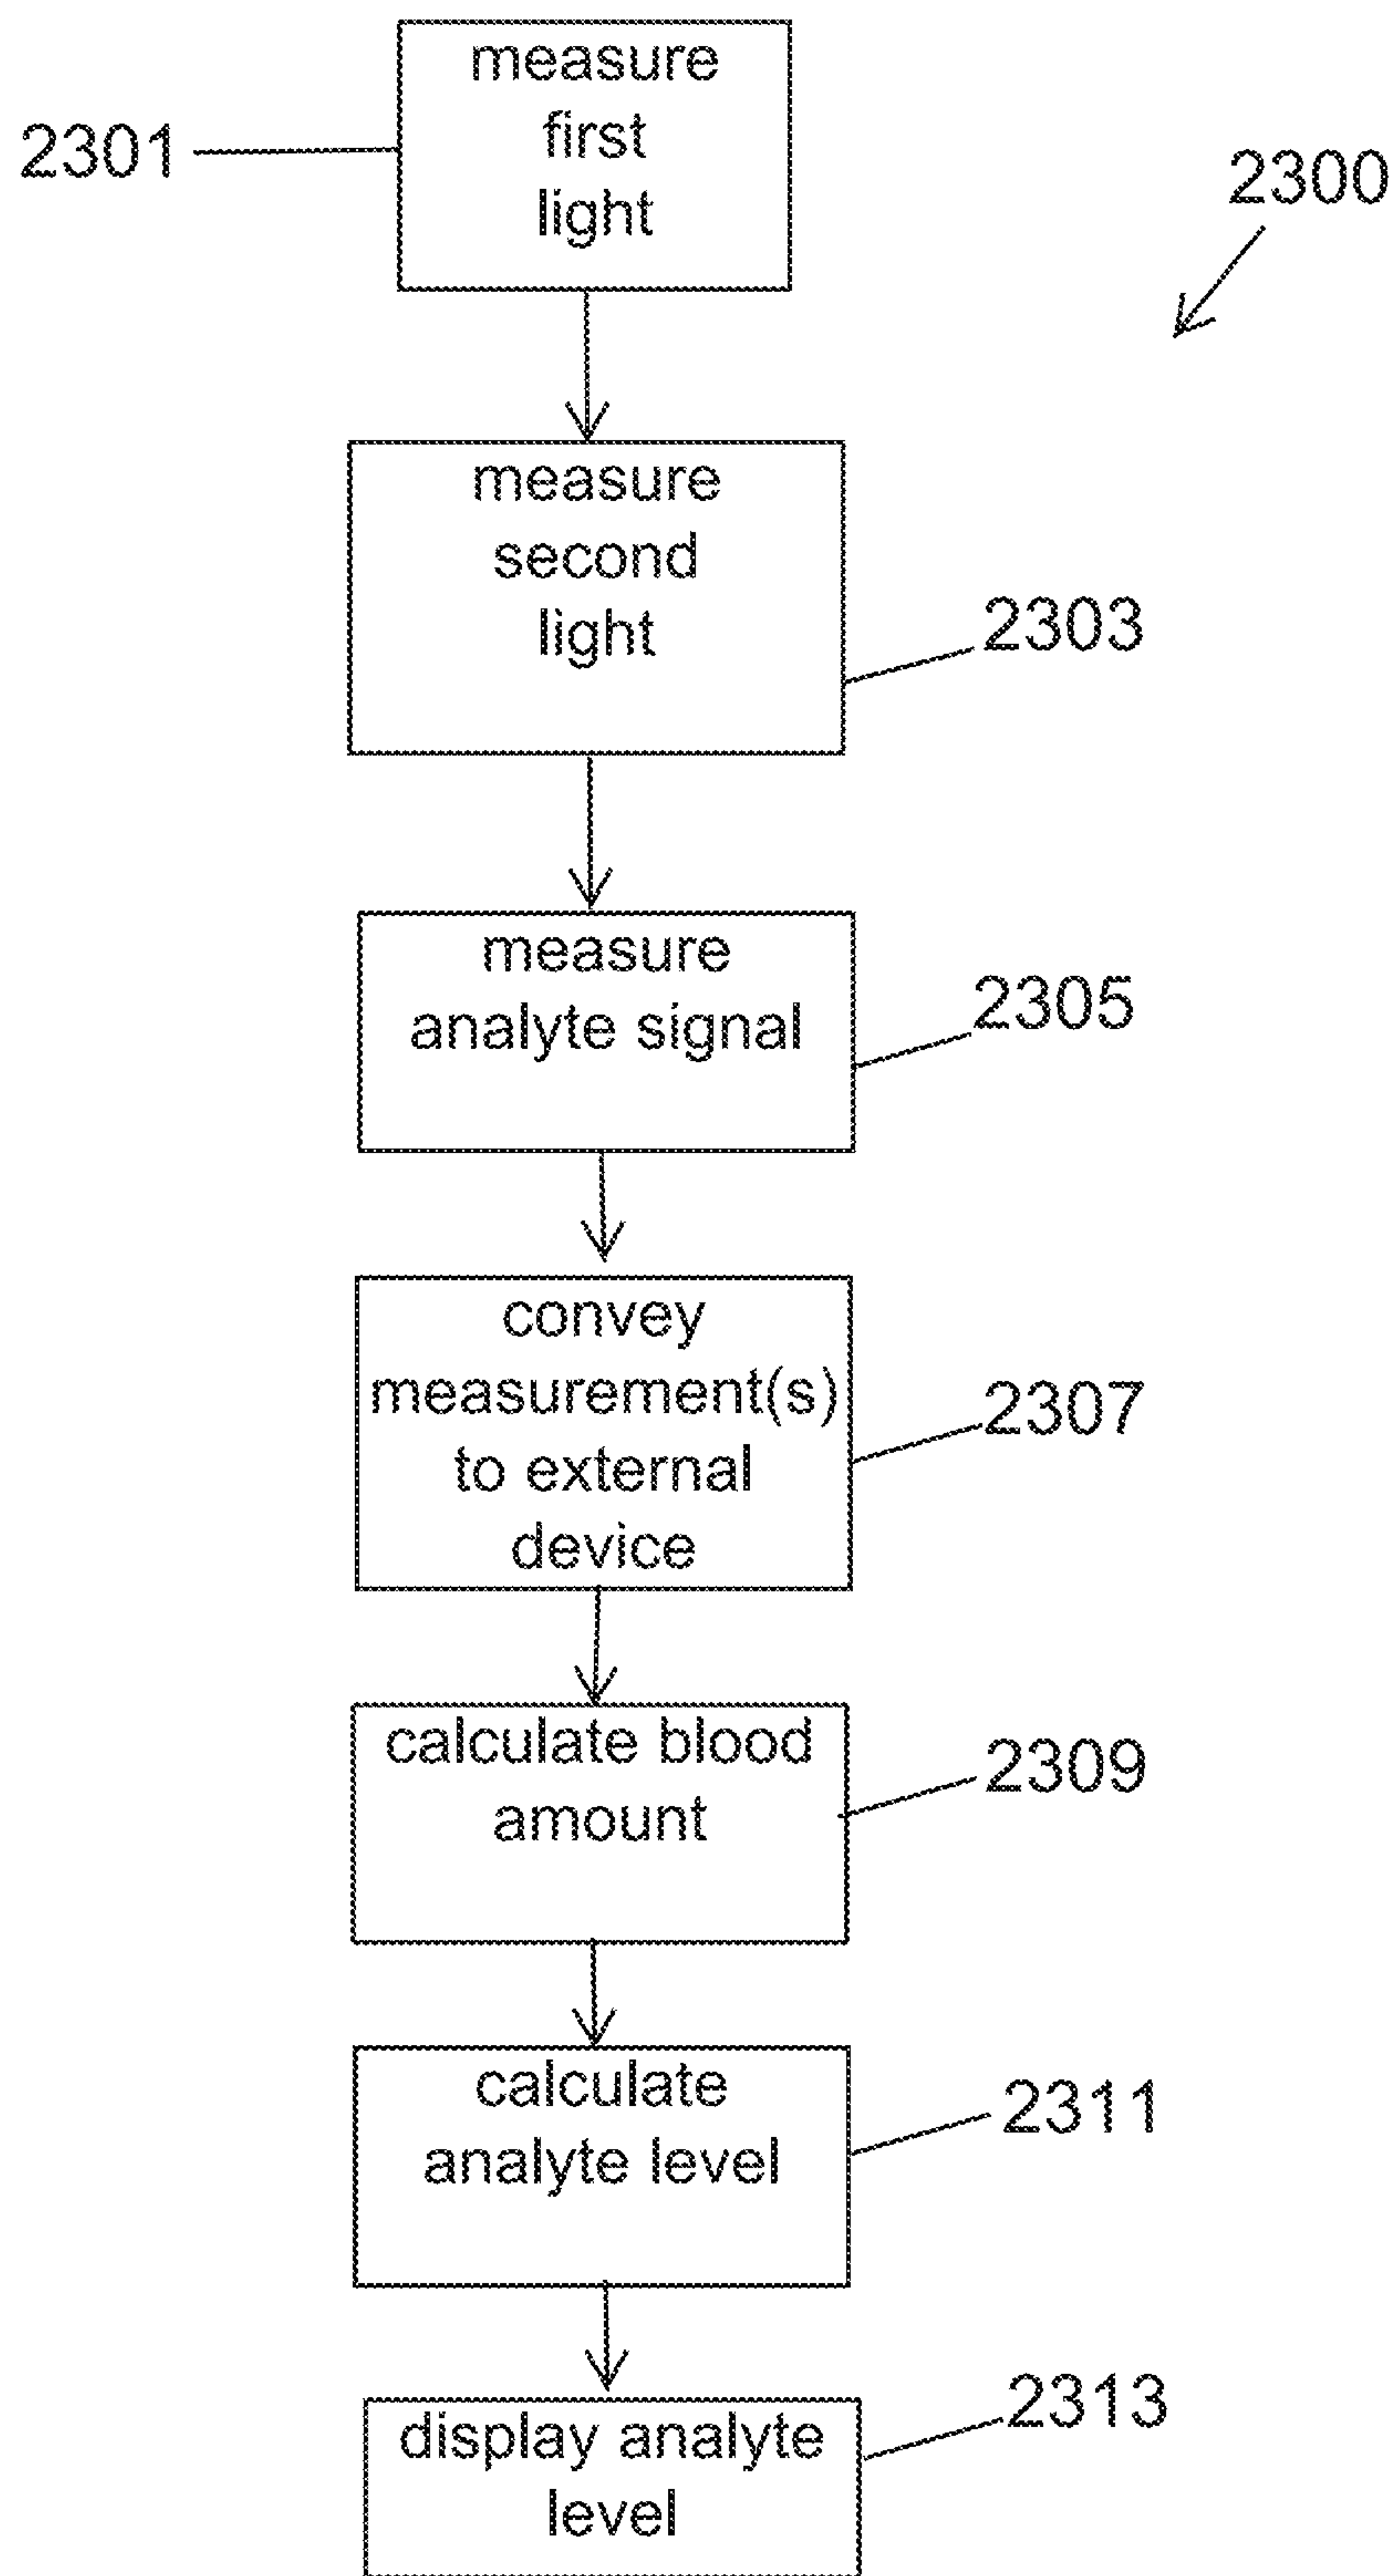 measure
first
light
2301
2300
measure
second
light
2303
measure
analyte signal
2305
convey
measurement(s)
to external
device
2307
calculate blood
amount
2309
calculate
analyte level
2311
display analyte
level
2313